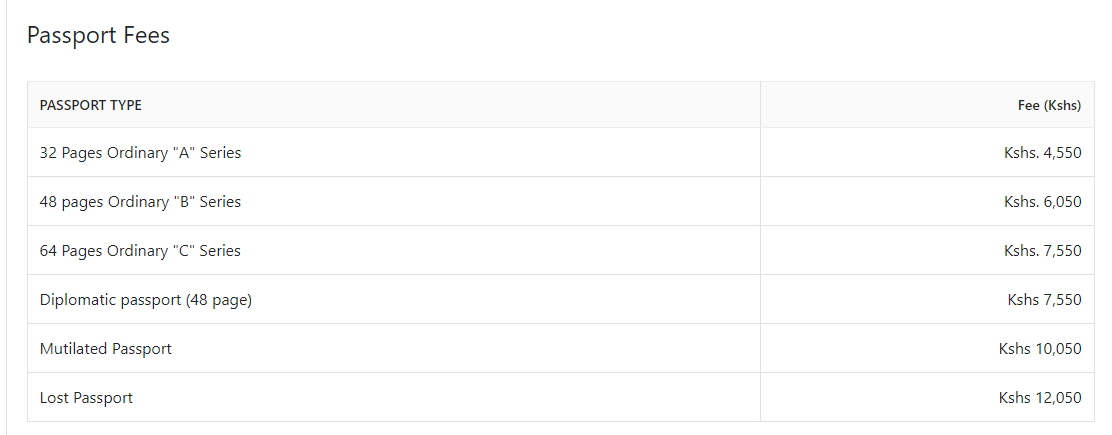 Passport Fees
PASSPORT TYPE Fee (Kshs)
32 Pages Ordinary "A" Series Kshs. 4,550
48 pages Ordinary "B" Series Kshs. 6,050
64 Pages Ordinary "C" Series Kshs. 7,550
Diplomatic passport (48 page) Kshs 7,550
Mutilated Passport Kshs 10,050
Lost Passport Kshs 12,050